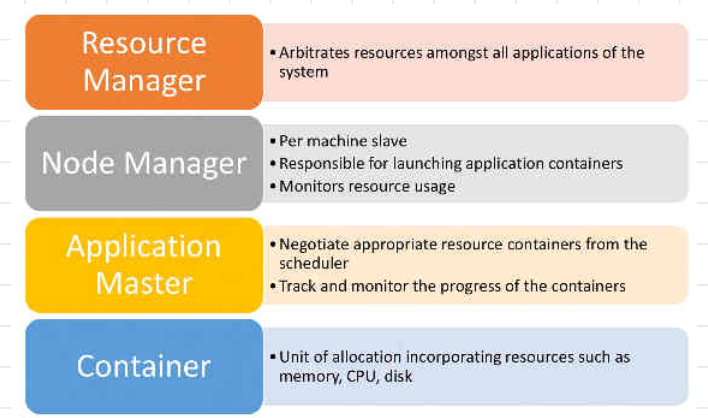 Resource
Manager
• Arbitrates resources amongst all applications of the
system
Node Manager
• Per machine slave
• Responsible for launching application containers
• Monitors resource usage
Application
Master
• Negotiate appropriate resource containers from the
scheduler
• Track and monitor the progress of the containers
Container
• Unit of allocation incorporating resources such as
memory, CPU, disk